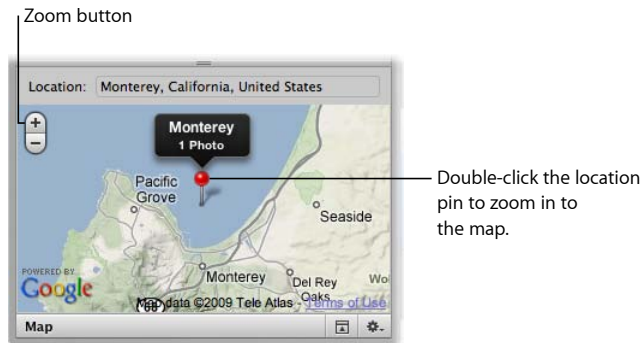 Zoom button
Location: Monterey, California, United States
+
Monterey
1 Photo
−
Pacific
Grove
Double-click the location
pin to zoom in to
the map.
Seaside
Monterey
Del Rey
Oaks
POWERED BY
Google
68
Map data ©2009 Tele Atlas - Terms of Use
Map